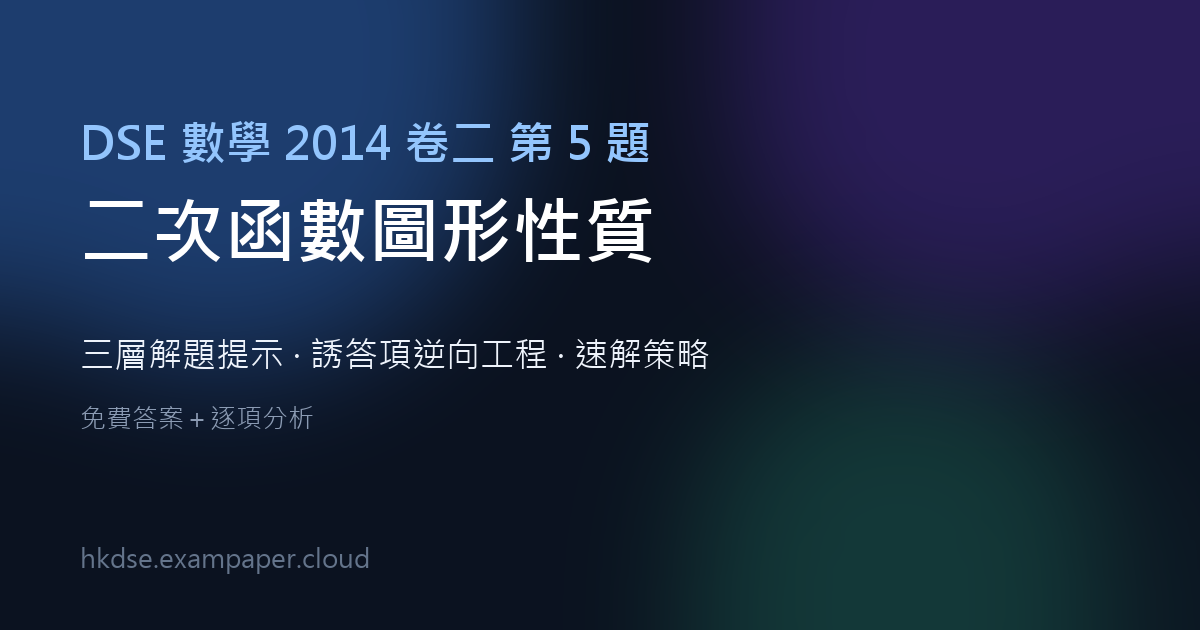 DSE 數學 2014 卷二 第 5 題
二次函數圖形性質
三層解題提示 · 誘答項逆向工程 · 速解策略
免費答案 + 逐項分析
hkdse.exampaper.cloud